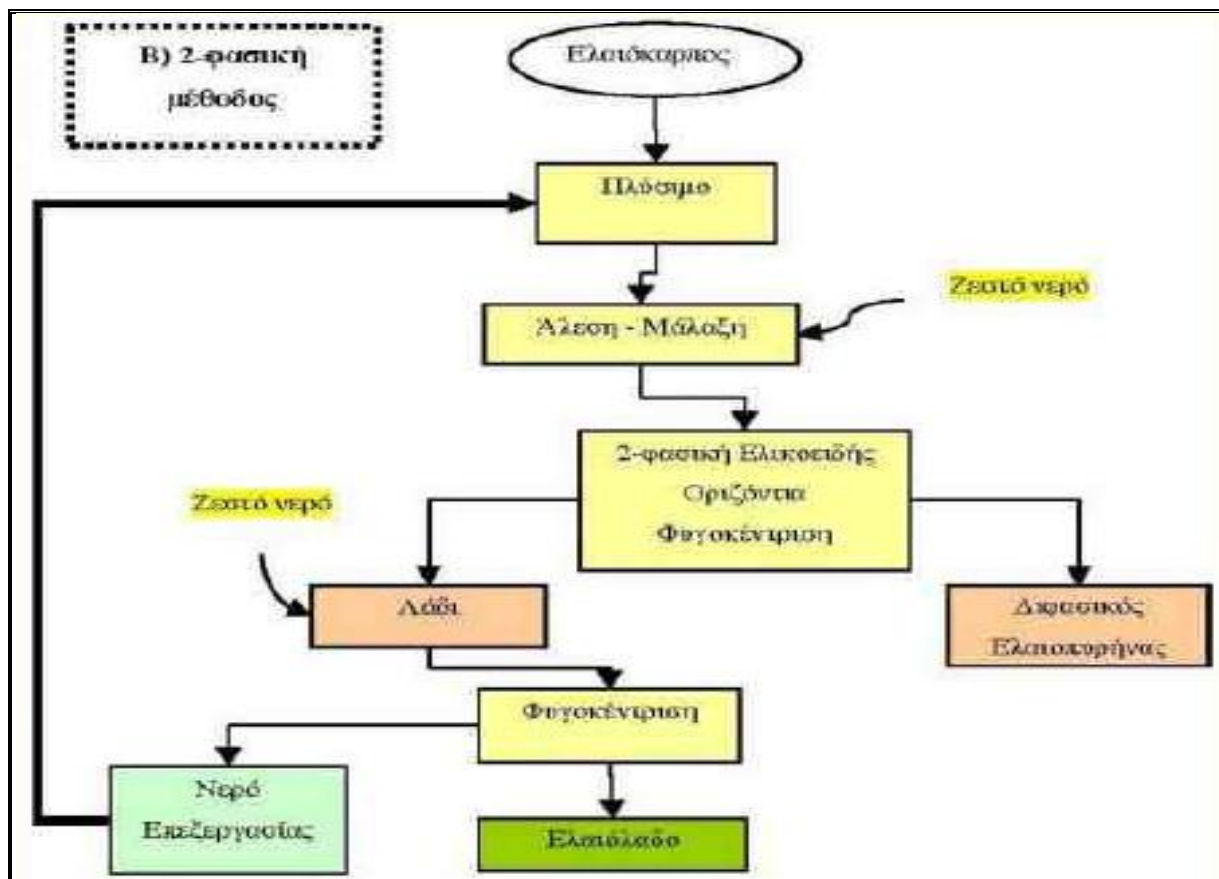 Β) 2-φασική
μέθοδος
Ελαιόκαρπος
Πλύσιμο
Ζεστό νερό
Άλεση - Μάλαξη
2-φασική Ελικοειδής
Οριζόντια
Φυγοκέντριση
Ζεστό νερό
Λάδι
Διφασικός
Ελαιοπυρήνας
Φυγοκέντριση
Νερό
Επεξεργασίας
Ελαιόλαδο